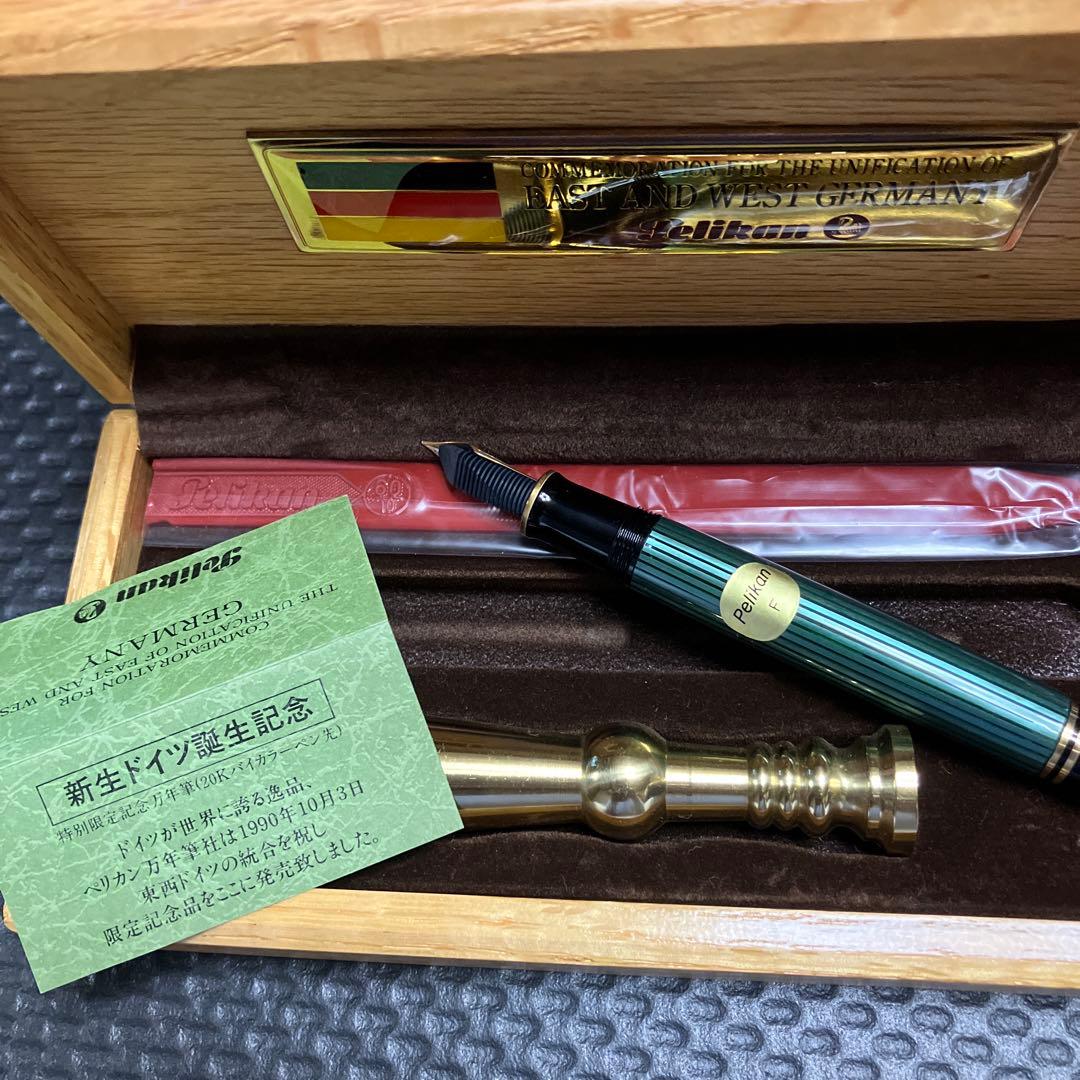 COMMEMORATION FOR THE UNIFICATION OF
EAST AND WEST GERMANY
Pelikan
Pelikan
Pelikan
F
Pelikan
THE UNIFICATION
GERMANY
COMMEMORATION FOR
UNIFICATION OF EAST AND WES
新生ドイツ誕生記念
特別限定記念万年筆(20Kバイカラーペン先)
ドイツが世界に誇る逸品、
ペリカン万年筆社は1990年10月3日
東西ドイツの統合を祝し
限定記念品をここに発売致しました。